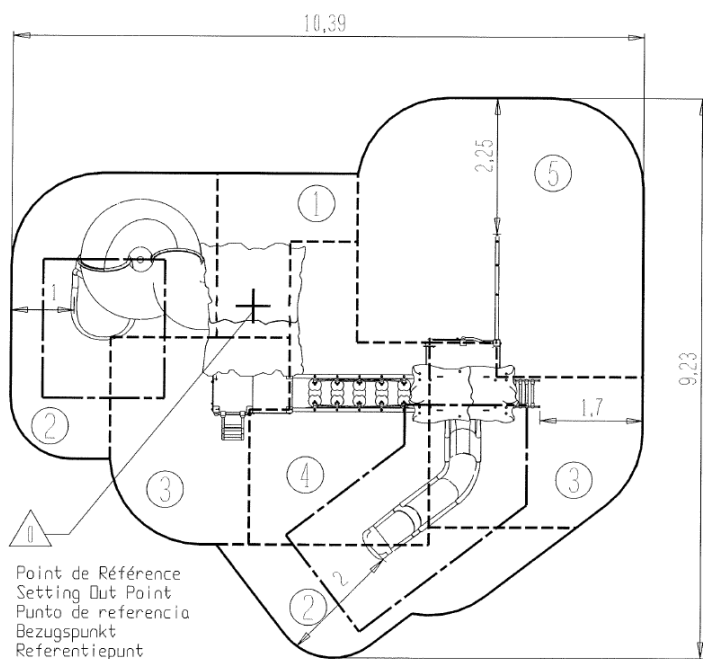 10,39
2,25
5
1
1
9,23
1,7
2
4
3
3
0
2
2
Point de Référence
Setting Out Point
Punto de referencia
Bezugspunkt
Referentiepunt